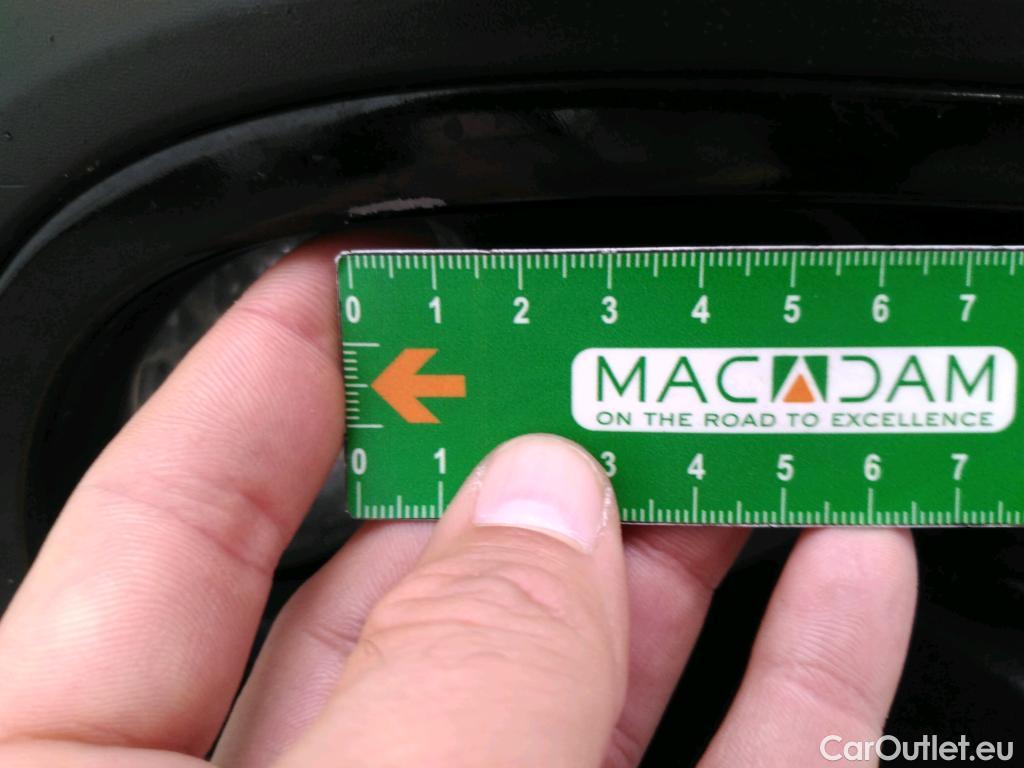 0 1 2 3 4 5 6 7
MACADAM
ON THE ROAD TO EXCELLENCE
0 1 3 4 5 6 7
CarOutlet.eu